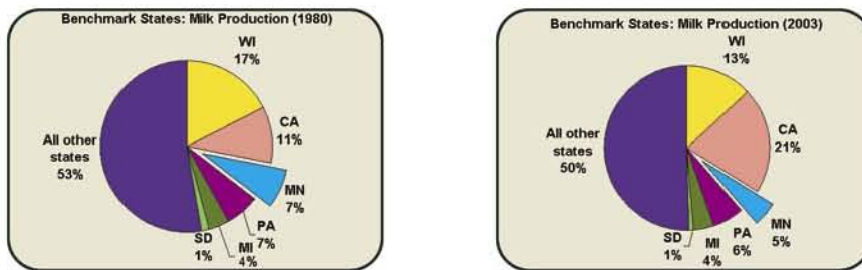 Benchmark States: Milk Production (1980)
WI
17%
CA
11%
MN
7%
PA
7%
MI
4%
SD
1%
All other
states
53%
Benchmark States: Milk Production (2003)
WI
13%
CA
21%
MN
5%
PA
6%
MI
4%
SD
1%
All other
states
50%